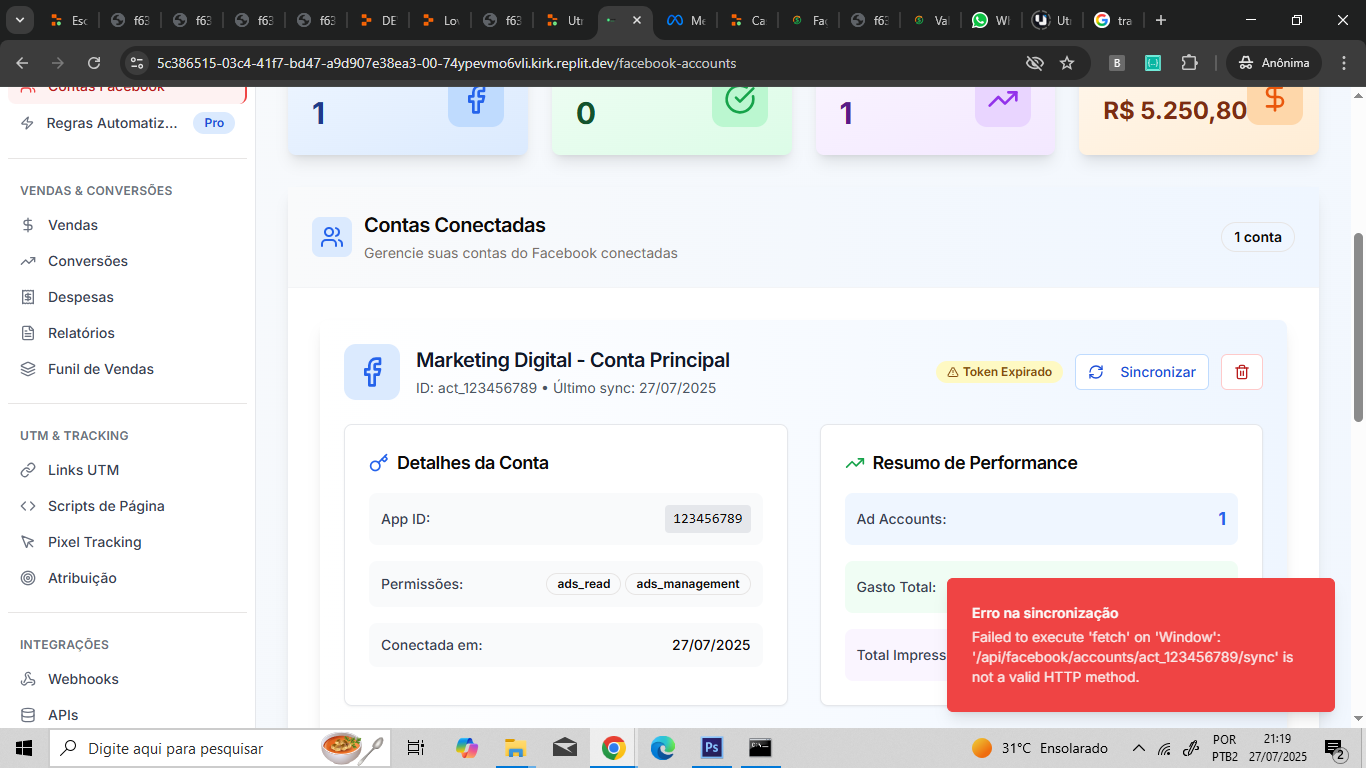 Esc
f63
f63
f63
f63
DE
Lov
f63
Utr
Me
Ca
Fac
f63
Val
Wh
Utr
tra
5c386515-03c4-41f7-bd47-a9d907e38ea3-00-74ypevmo6vli.kirk.replit.dev/facebook-accounts
B
Anônima
Contas Facebook
Regras Automatiz... Pro
1
0
1
R$ 5.250,80
VENDAS & CONVERSÕES
Vendas
Conversões
Despesas
Relatórios
Funil de Vendas
UTM & TRACKING
Links UTM
Scripts de Página
Pixel Tracking
Atribuição
INTEGRAÇÕES
Webhooks
APIs
Contas Conectadas
Gerencie suas contas do Facebook conectadas
1 conta
Marketing Digital - Conta Principal
ID: act_123456789 • Último sync: 27/07/2025
Token Expirado
Sincronizar
Detalhes da Conta
App ID: 123456789
Permissões: ads_read ads_management
Conectada em: 27/07/2025
Resumo de Performance
Ad Accounts: 1
Gasto Total:
Total Impress
Erro na sincronização
Failed to execute 'fetch' on 'Window':
'/api/facebook/accounts/act_123456789/sync' is
not a valid HTTP method.
Digite aqui para pesquisar
Ps
31°C Ensolarado
POR
PTB2
21:19
27/07/2025
2